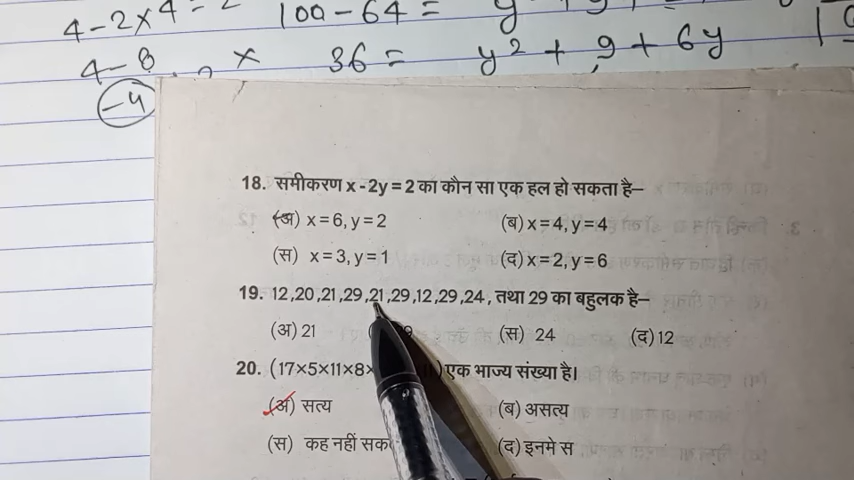 4-2×4=2 100-64=
4-8 × 36= y² + 9 + 6y
-4
18. समीकरण x - 2y = 2 का कौन सा एक हल हो सकता है–
(अ) x = 6, y = 2 (ब) x = 4, y = 4
(स) x = 3, y = 1 (द) x = 2, y = 6
19. 12,20,21,29,21,29,12,29,24, तथा 29 का बहुलक है–
(अ) 21 (स) 24 (द) 12
20. (17×5×11×8× ) एक भाज्य संख्या है।
(अ) सत्य (ब) असत्य
(स) कह नहीं (द) इनमे